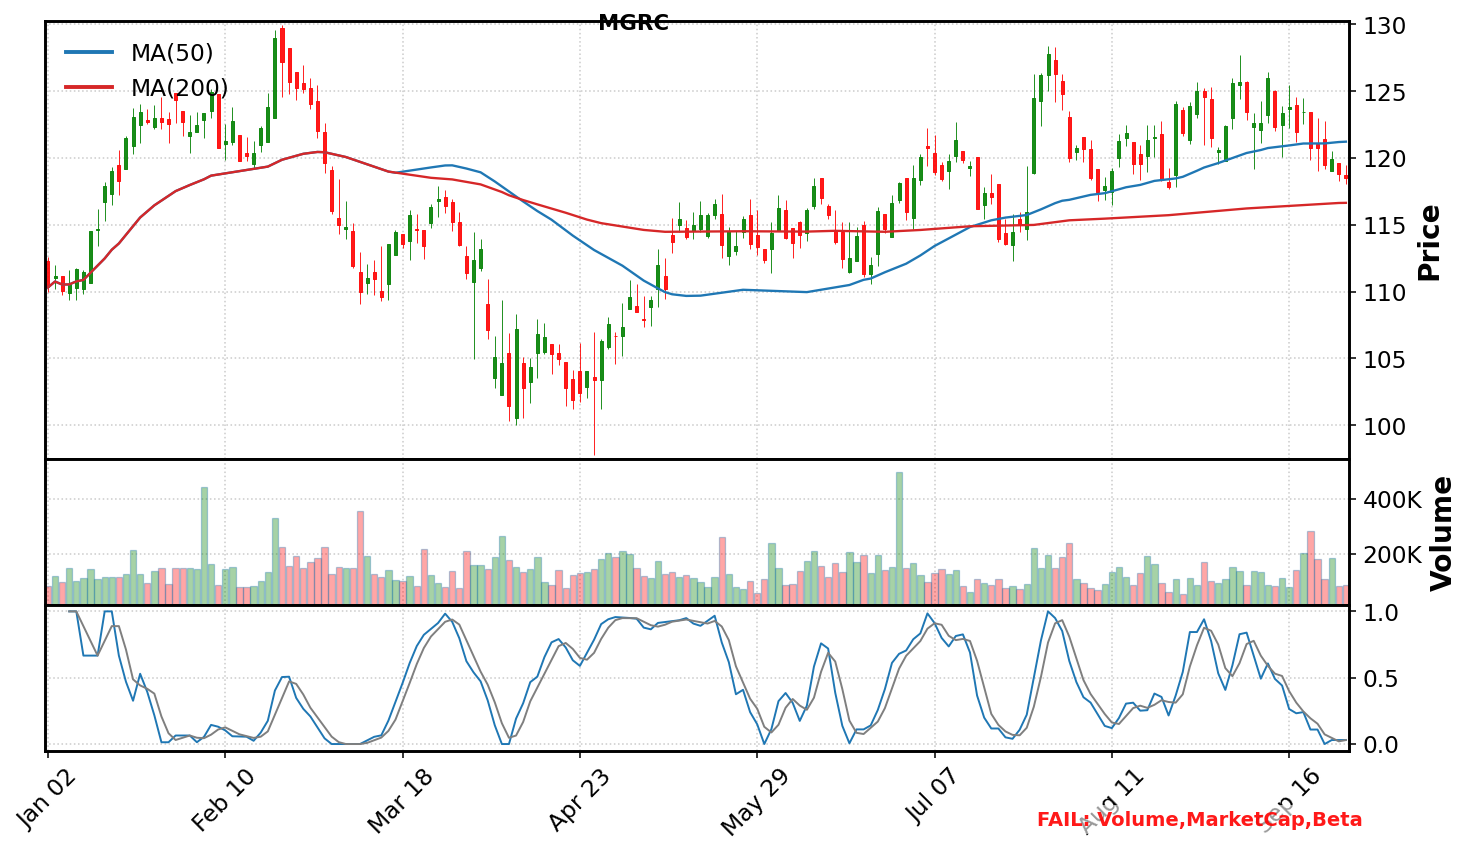 MGRC
MA(50)
MA(200)
130
125
120
115
110
105
100
Price
400K
200K
Volume
1.0
0.5
0.0
Jan 02
Feb 10
Mar 18
Apr 23
May 29
Jul 07
Aug 11
Sep 16
FAIL: Volume,MarketCap,Beta